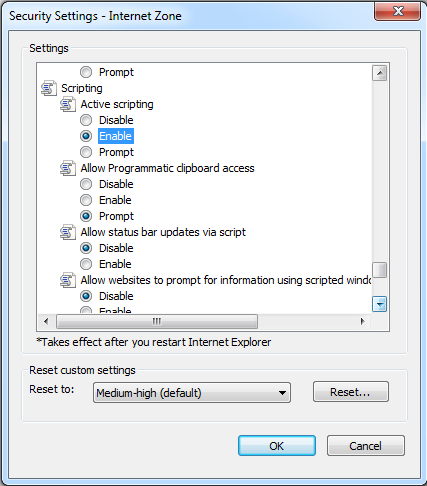 Security Settings - Internet Zone
Settings
Prompt
Scripting
Active scripting
Disable
Enable
Prompt
Allow Programmatic clipboard access
Disable
Enable
Prompt
Allow status bar updates via script
Disable
Enable
Allow websites to prompt for information using scripted
Disable
Enable
*Takes effect after you restart Internet Explorer
Reset custom settings
Reset to:
Medium-high (default)
Reset...
OK
Cancel